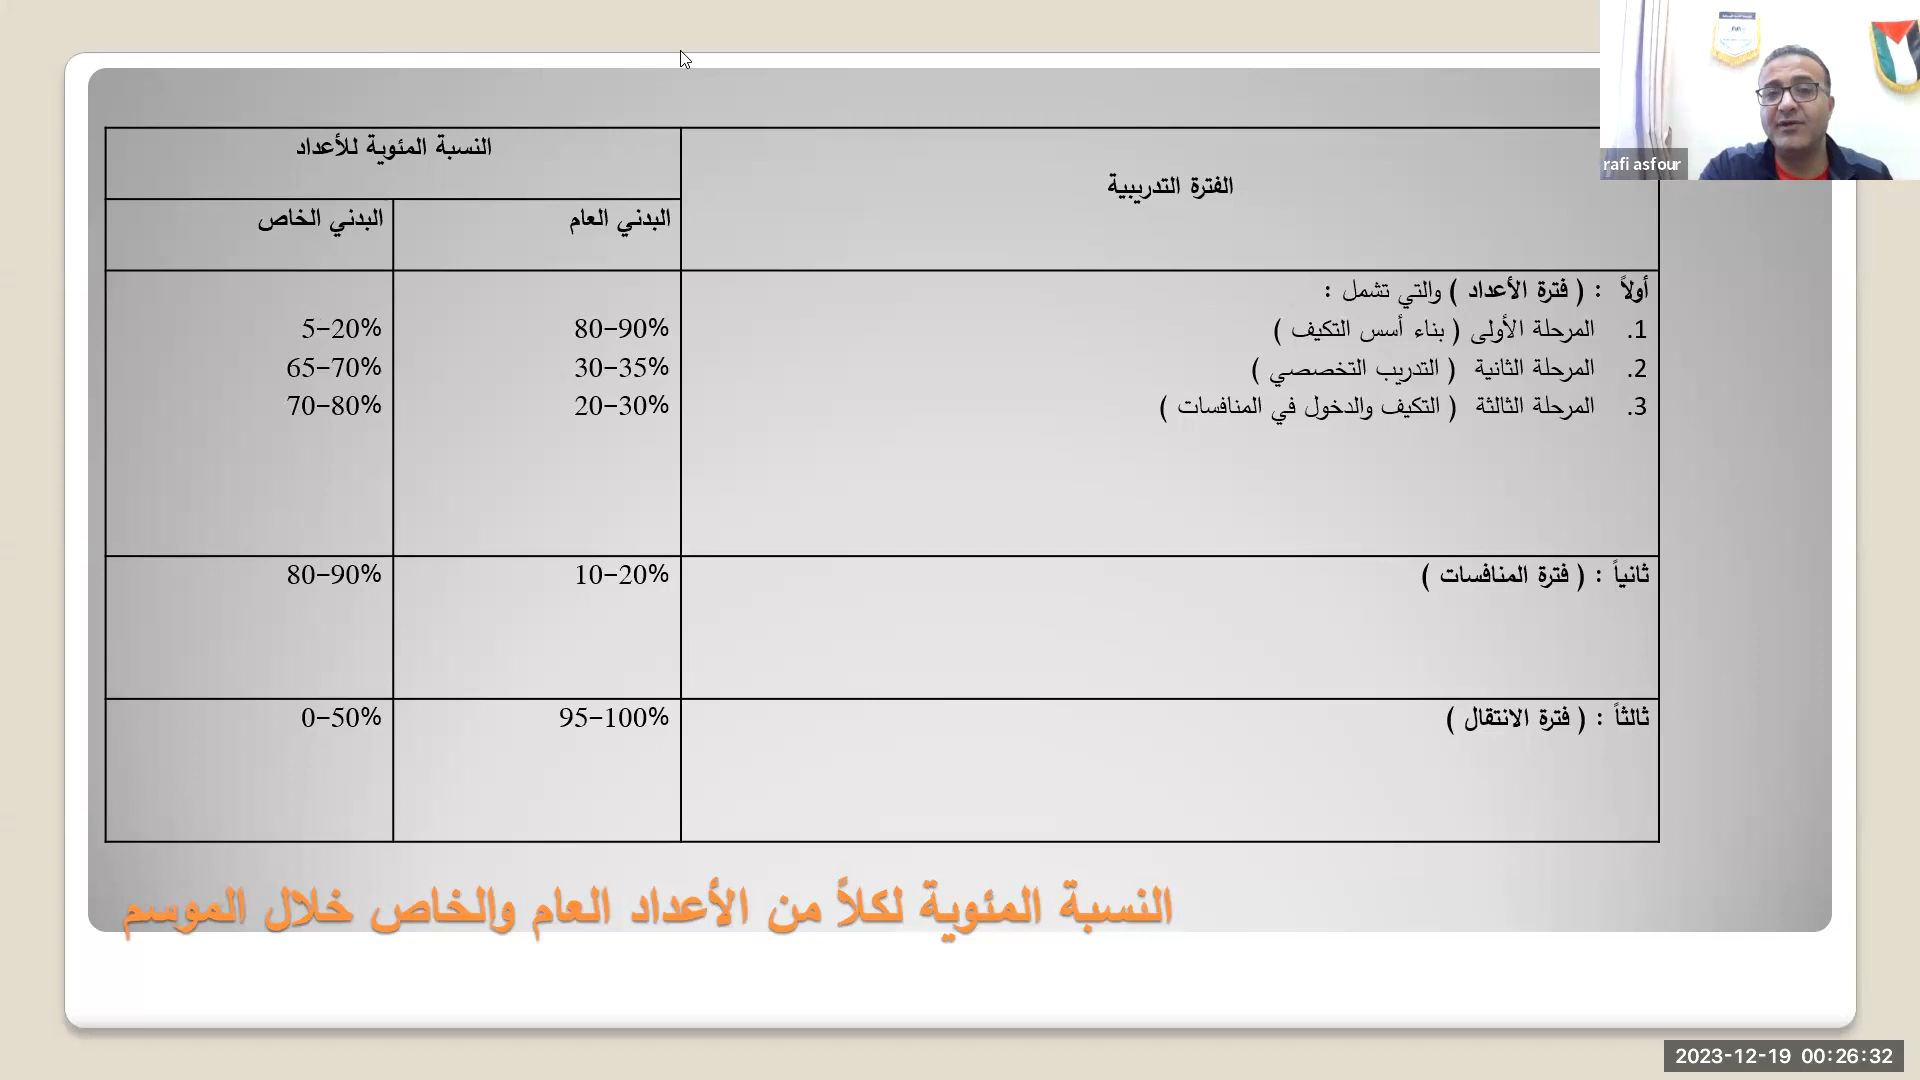 النسبة المئوية للأعداد
الفترة التدريبية
البدني العام
البدني الخاص
أولاً : ( فترة الأعداد ) والتي تشمل :
1. المرحلة الأولى ( بناء أسس التكيف )
80-90%
5-20%
2. المرحلة الثانية ( التدريب التخصصي )
30-35%
65-70%
3. المرحلة الثالثة ( التكيف والدخول في المنافسات )
20-30%
70-80%
ثانياً : ( فترة المنافسات )
10-20%
80-90%
ثالثاً : ( فترة الانتقال )
95-100%
0-50%
النسبة المئوية لكلاً من الأعداد العام والخاص خلال الموسم
rafi asfour
2023-12-19 00:26:32